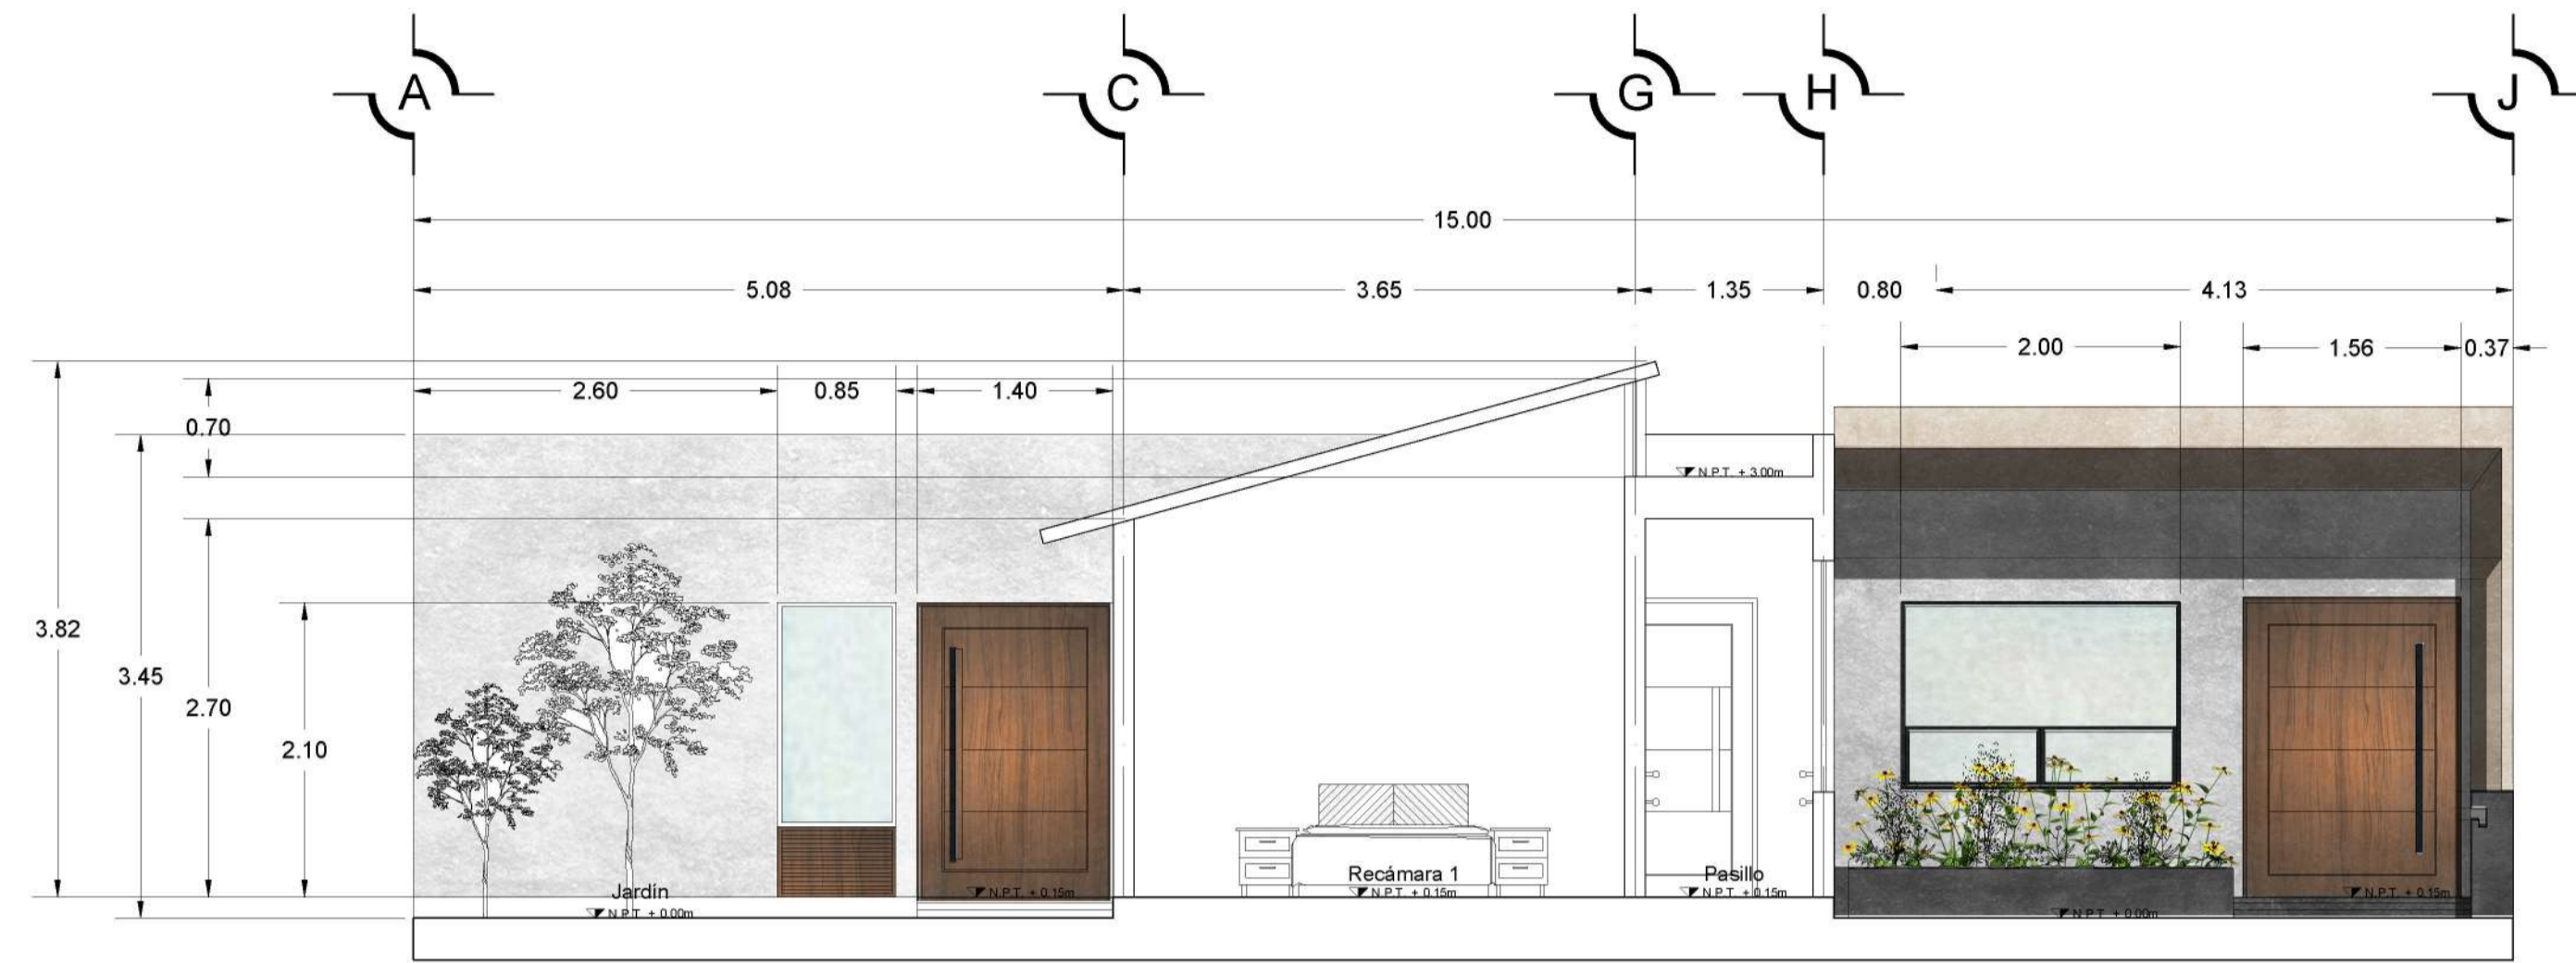 A C G H J
15.00
5.08 3.65 1.35 0.80 4.13
2.00 1.56 0.37
2.60 0.85 1.40
0.70
3.82
3.45
2.70
2.10
N.P.T. + 3.00m
Recámara 1
Pasillo
Jardín
N.P.T. + 0.15m
N.P.T. + 0.15m
N.P.T. + 0.15m
N.P.T. + 0.15m
N.P.T. + 0.00m
N.P.T. + 0.00m